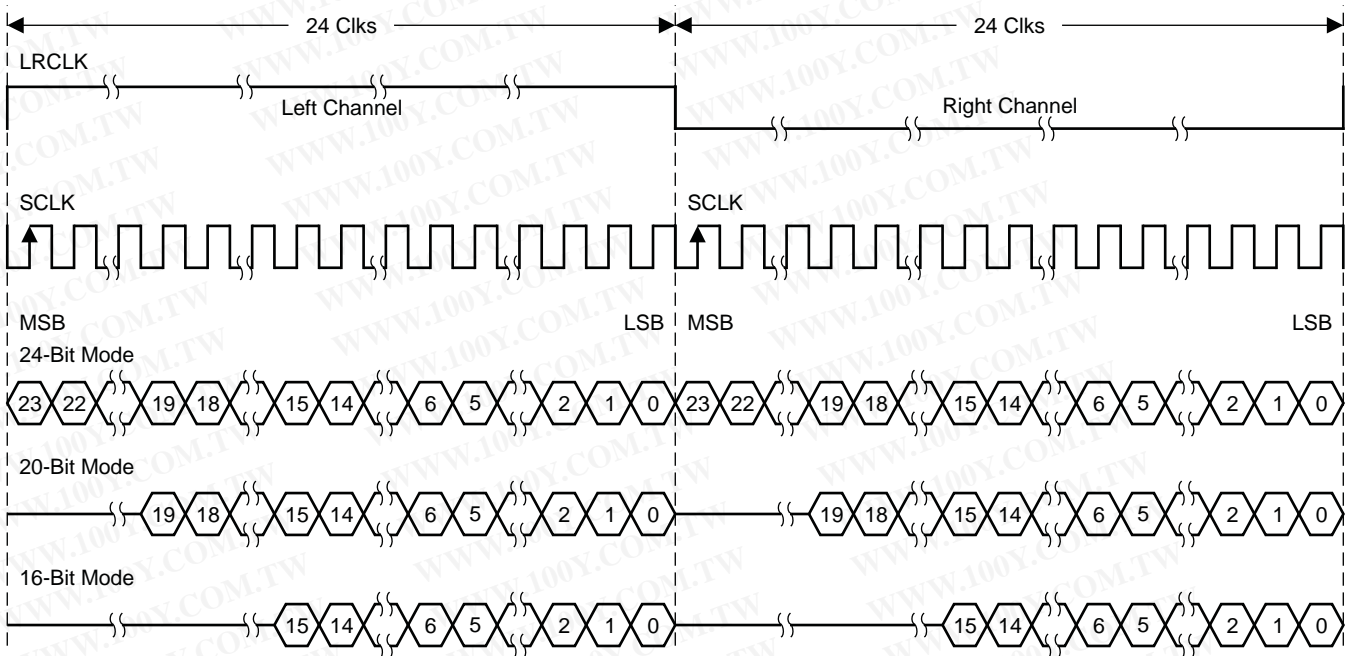 24 Clks 24 Clks
LRCLK
Left Channel Right Channel
SCLK SCLK
MSB LSB MSB LSB
24-Bit Mode
23 22 19 18 15 14 6 5 2 1 0 23 22 19 18 15 14 6 5 2 1 0
20-Bit Mode
19 18 15 14 6 5 2 1 0 19 18 15 14 6 5 2 1 0
16-Bit Mode
15 14 6 5 2 1 0 15 14 6 5 2 1 0
WWW.100Y.COM.TW